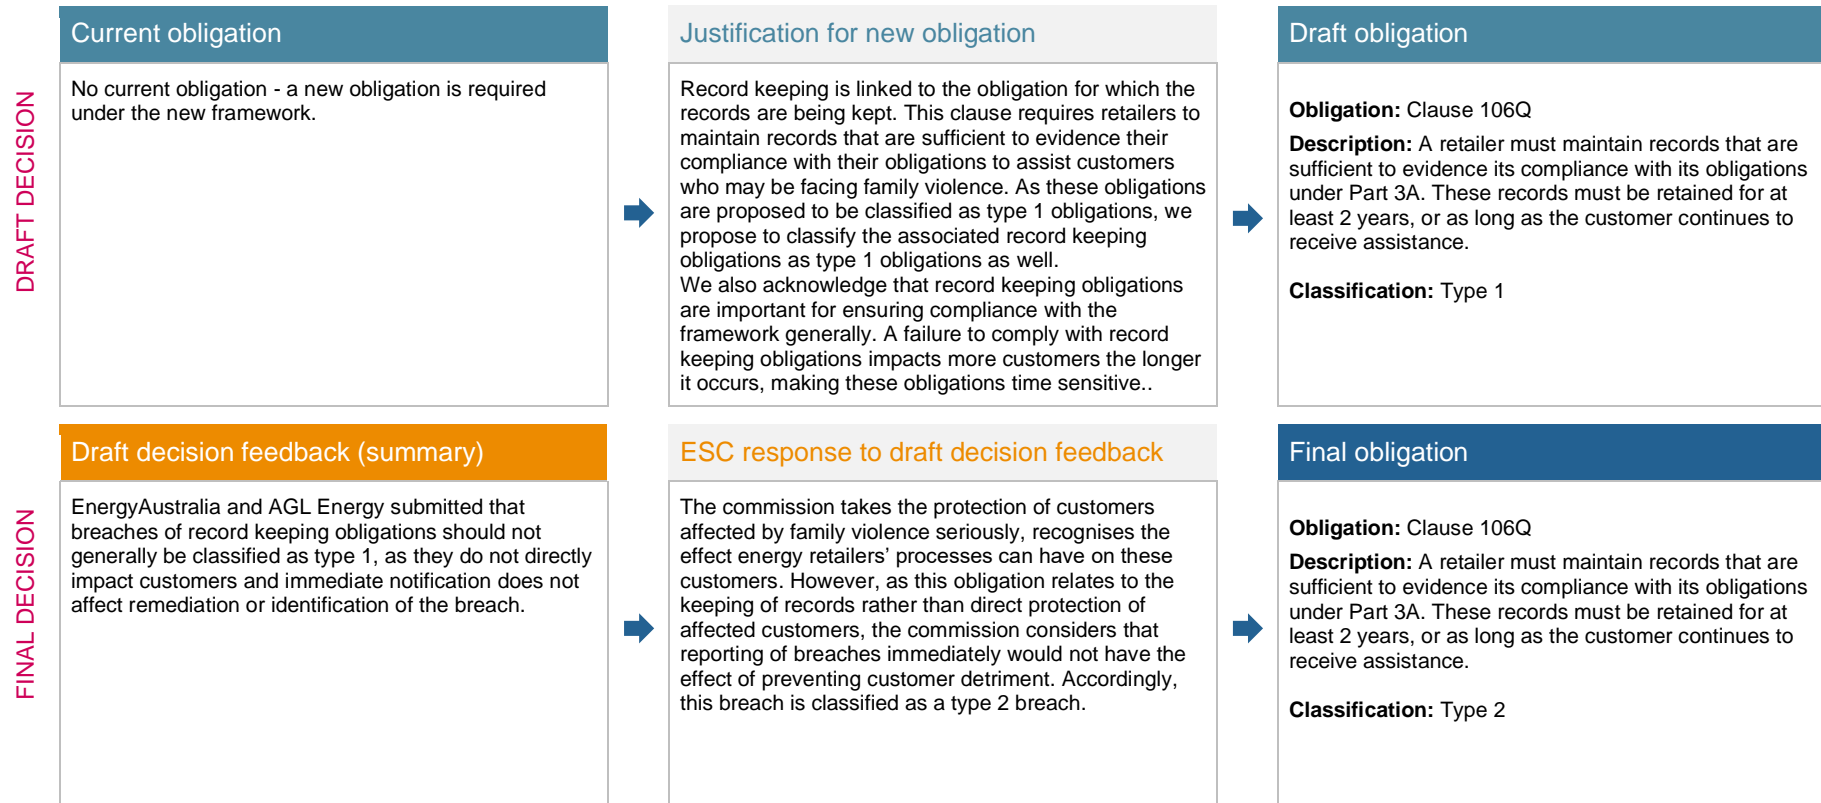 DRAFT DECISION
Current obligation
No current obligation - a new obligation is required
under the new framework.
Justification for new obligation
Record keeping is linked to the obligation for which the
records are being kept. This clause requires retailers to
maintain records that are sufficient to evidence their
compliance with their obligations to assist customers
who may be facing family violence. As these obligations
are proposed to be classified as type 1 obligations, we
propose to classify the associated record keeping
obligations as type 1 obligations as well.
We also acknowledge that record keeping obligations
are important for ensuring compliance with the
framework generally. A failure to comply with record
keeping obligations impacts more customers the longer
it occurs, making these obligations time sensitive..
Draft obligation
Obligation: Clause 106Q
Description: A retailer must maintain records that are
sufficient to evidence its compliance with its obligations
under Part 3A. These records must be retained for at
least 2 years, or as long as the customer continues to
receive assistance.
Classification: Type 1
FINAL DECISION
Draft decision feedback (summary)
EnergyAustralia and AGL Energy submitted that
breaches of record keeping obligations should not
generally be classified as type 1, as they do not directly
impact customers and immediate notification does not
affect remediation or identification of the breach.
ESC response to draft decision feedback
The commission takes the protection of customers
affected by family violence seriously, recognises the
effect energy retailers’ processes can have on these
customers. However, as this obligation relates to the
keeping of records rather than direct protection of
affected customers, the commission considers that
reporting of breaches immediately would not have the
effect of preventing customer detriment. Accordingly,
this breach is classified as a type 2 breach.
Final obligation
Obligation: Clause 106Q
Description: A retailer must maintain records that are
sufficient to evidence its compliance with its obligations
under Part 3A. These records must be retained for at
least 2 years, or as long as the customer continues to
receive assistance.
Classification: Type 2